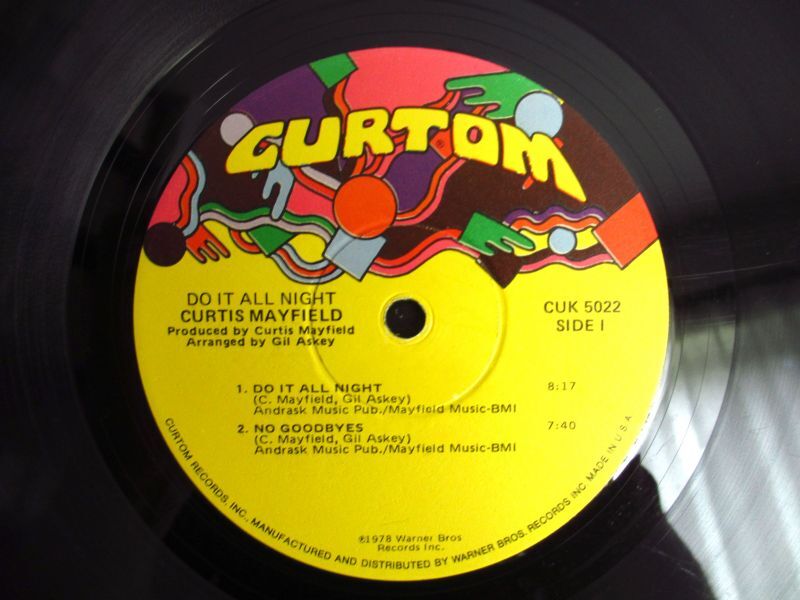 CURTOM
®
DO IT ALL NIGHT
CURTIS MAYFIELD
Produced by Curtis Mayfield
Arranged by Gil Askey
CUK 5022
SIDE I
1. DO IT ALL NIGHT 8:17
(C. Mayfield, Gil Askey)
Andrask Music Pub./Mayfield Music-BMI
2. NO GOODBYES 7:40
(C. Mayfield, Gil Askey)
Andrask Music Pub./Mayfield Music-BMI
℗1978 Warner Bros
Records Inc.
CURTOM RECORDS, INC., MANUFACTURED AND DISTRIBUTED BY WARNER BROS. RECORDS INC MADE IN U.S.A.